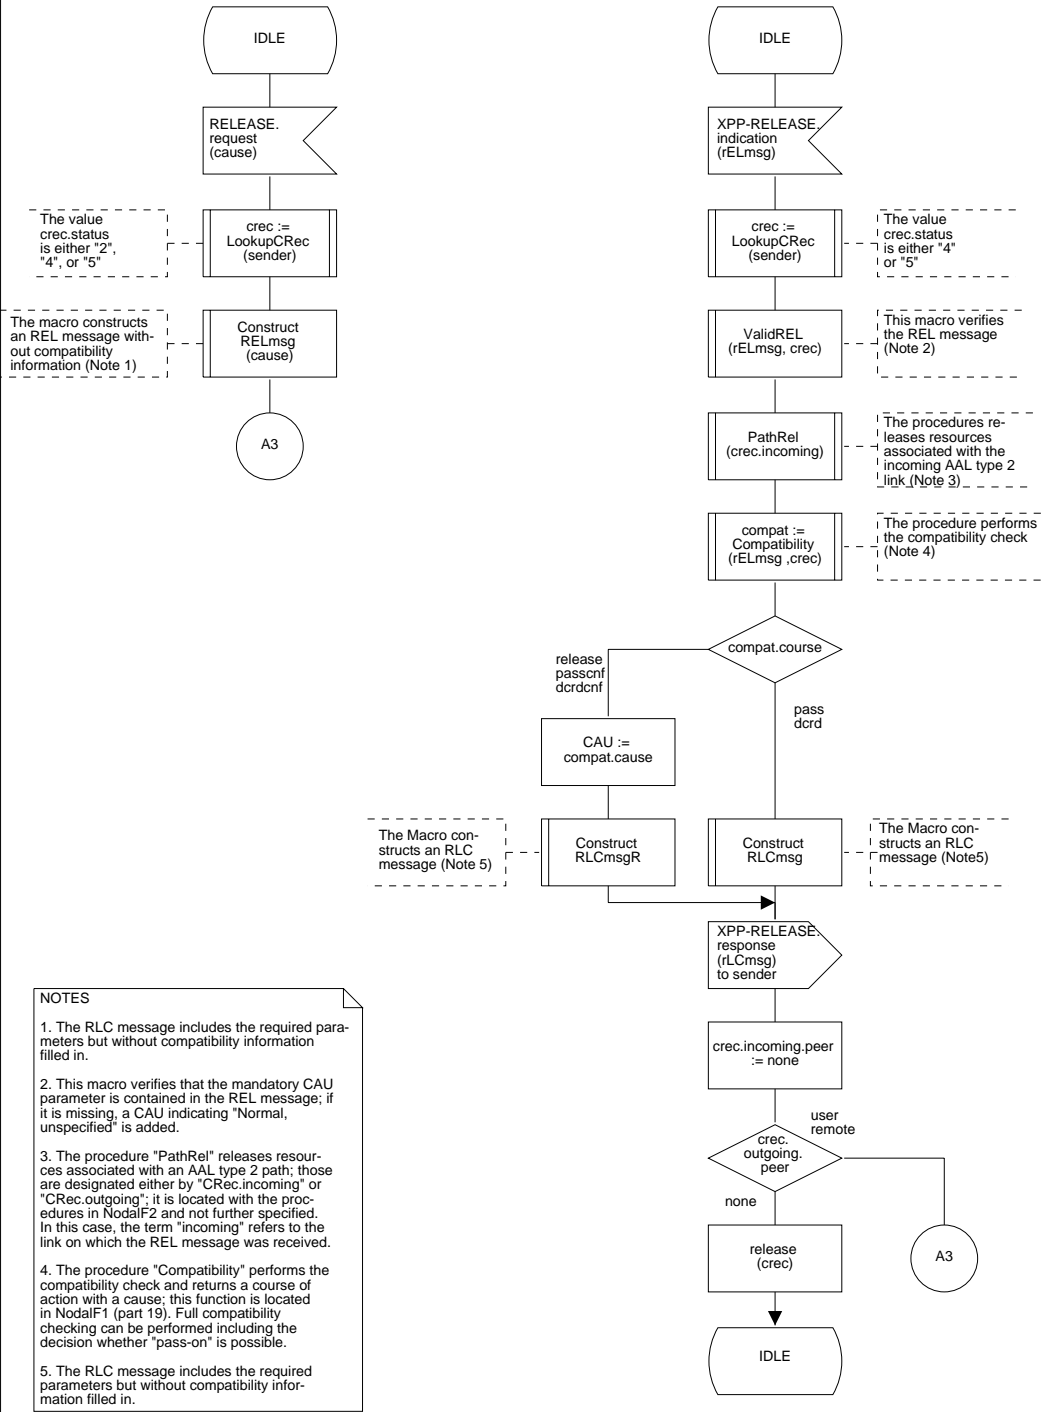 IDLE
RELEASE.
request
(cause)
The value
crec.status
is either "2",
"4", or "5"
crec :=
LookupCRec
(sender)
The macro constructs
an REL message with-
out compatibility
information (Note 1)
Construct
RELmsg
(cause)
A3
IDLE
XPP-RELEASE.
indication
(rELmsg)
crec :=
LookupCRec
(sender)
The value
crec.status
is either "4"
or "5"
ValidREL
(rELmsg, crec)
This macro verifies
the REL message
(Note 2)
PathRel
(crec.incoming)
The procedures re-
leases resources
associated with the
incoming AAL type 2
link (Note 3)
compat :=
Compatibility
(rELmsg ,crec)
The procedure performs
the compatibility check
(Note 4)
compat.course
release
passcnf
dcrdcnf
pass
dcrd
CAU :=
compat.cause
The Macro con-
structs an RLC
message (Note 5)
Construct
RLCmsgR
Construct
RLCmsg
The Macro con-
structs an RLC
message (Note5)
XPP-RELEASE.
response
(rLCmsg)
to sender
crec.incoming.peer
:= none
crec.
outgoing.
peer
user
remote
none
release
(crec)
A3
IDLE
NOTES
1. The RLC message includes the required para-
meters but without compatibility information
filled in.
2. This macro verifies that the mandatory CAU
parameter is contained in the REL message; if
it is missing, a CAU indicating "Normal,
unspecified" is added.
3. The procedure "PathRel" releases resour-
ces associated with an AAL type 2 path; those
are designated either by "CRec.incoming" or
"CRec.outgoing"; it is located with the proc-
edures in NodalF2 and not further specified.
In this case, the term "incoming" refers to the
link on which the REL message was received.
4. The procedure "Compatibility" performs the
compatibility check and returns a course of
action with a cause; this function is located
in NodalF1 (part 19). Full compatibility
checking can be performed including the
decision whether "pass-on" is possible.
5. The RLC message includes the required
parameters but without compatibility infor-
mation filled in.